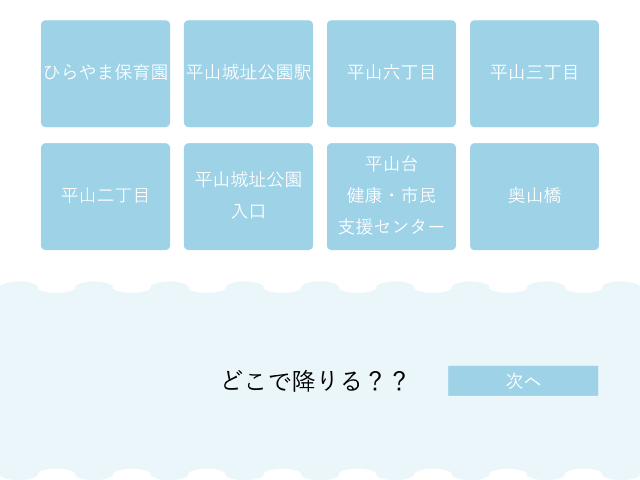 ひらやま保育園
平山城址公園駅
平山六丁目
平山三丁目
平山二丁目
平山城址公園
入口
平山台
健康・市民
支援センター
奥山橋
どこで降りる？？
次へ